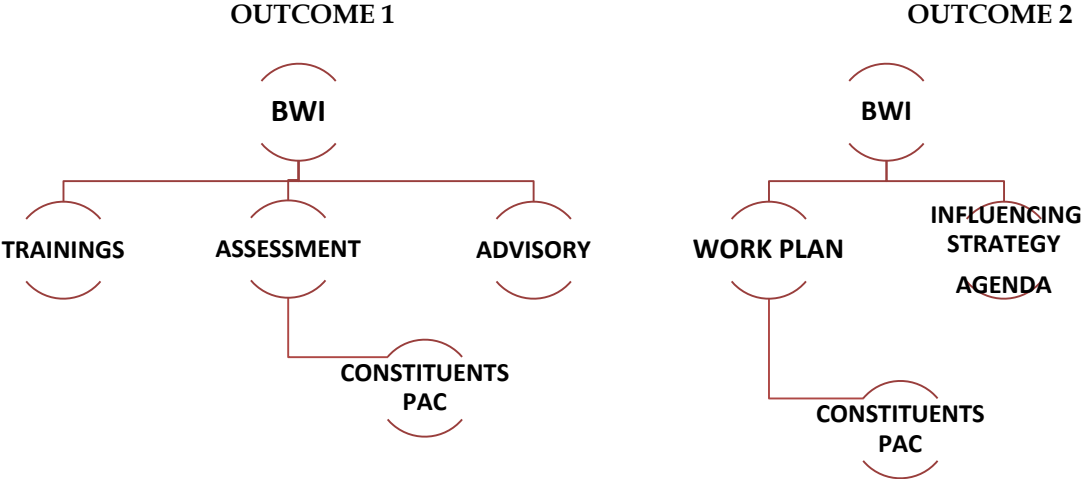 OUTCOME 1
BWI
TRAININGS
ASSESSMENT
ADVISORY
CONSTITUENTS
PAC
OUTCOME 2
BWI
WORK PLAN
INFLUENCING
STRATEGY
AGENDA
CONSTITUENTS
PAC